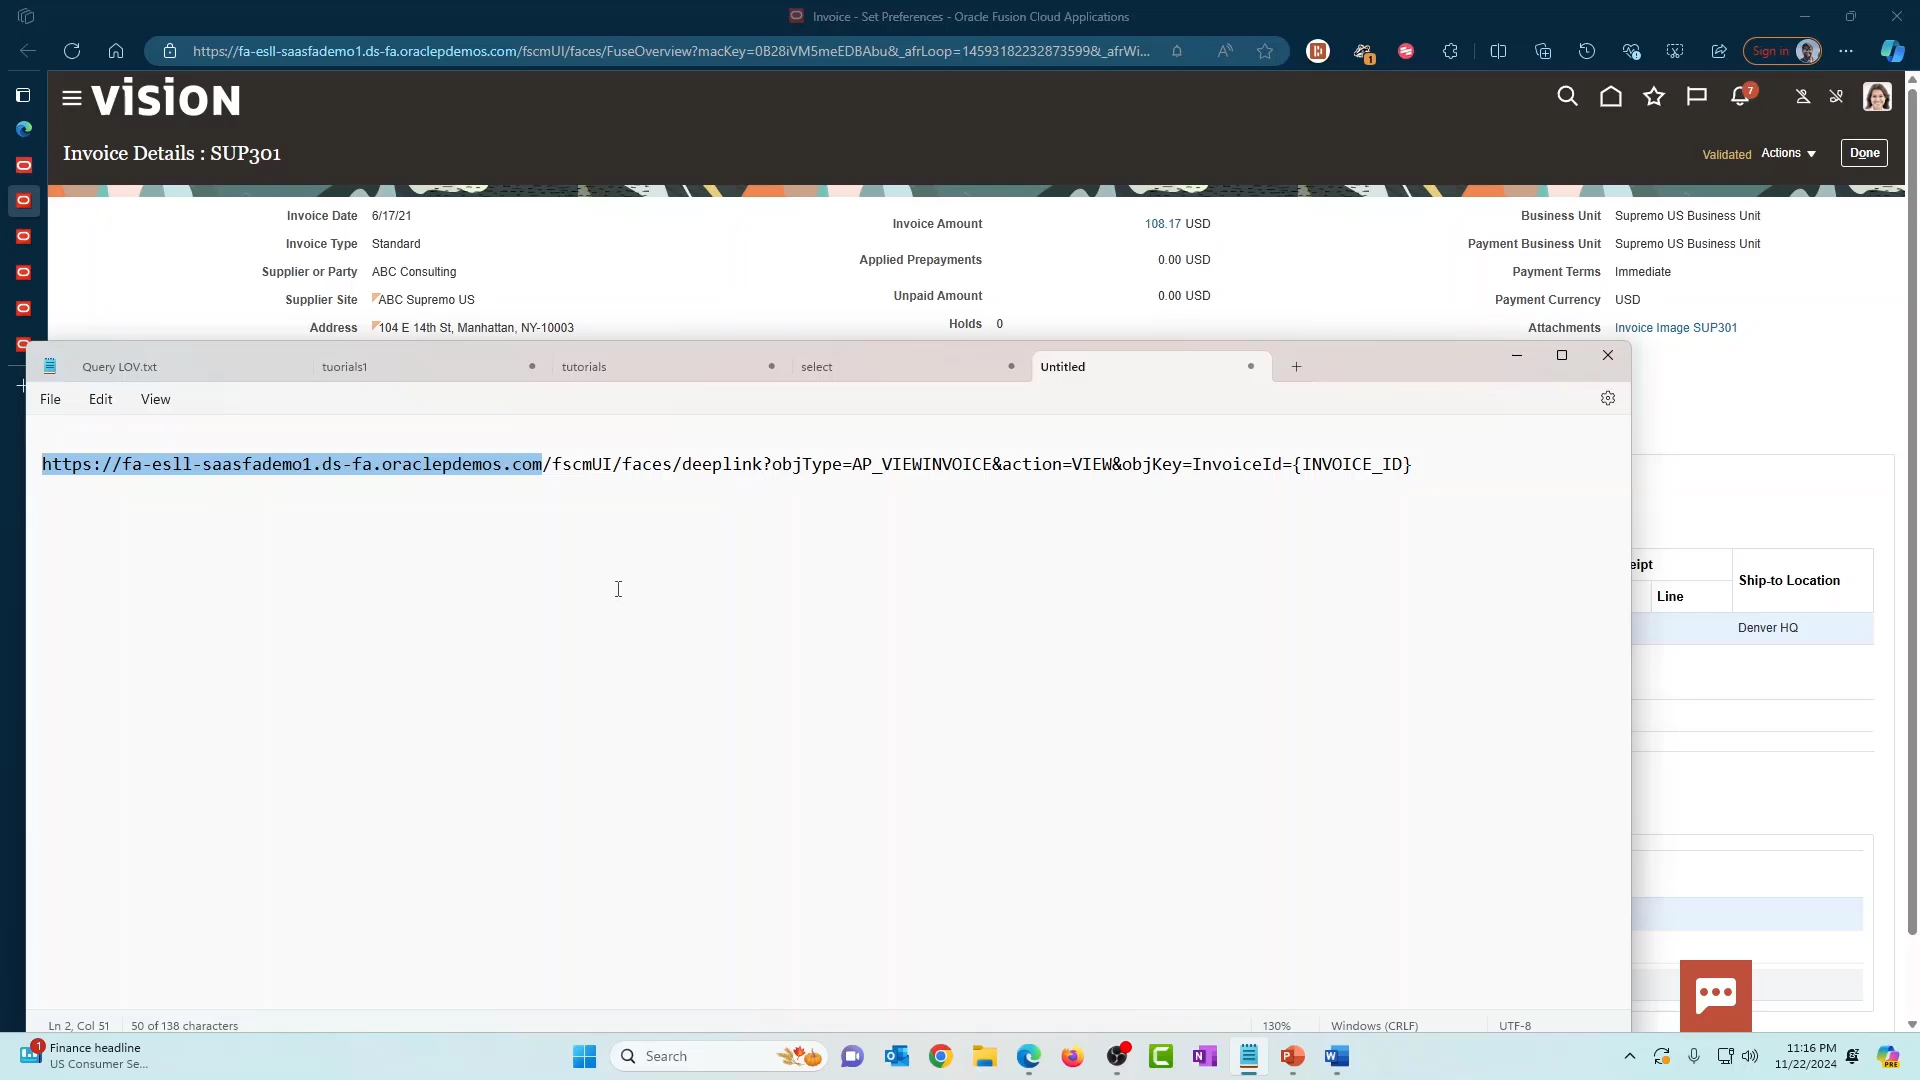 Invoice - Set Preferences - Oracle Fusion Cloud Applications
https://fa-esll-saasfademo1.ds-fa.oraclepdemos.com/fscmUI/faces/FuseOverview?macKey=0B28iVM5meEDBAbu&_afrLoop=14593182232873599&_afrWi...
1
Sign in
vision
7
Invoice Details : SUP301
Validated Actions
Done
Invoice Date 6/17/21
Invoice Type Standard
Supplier or Party ABC Consulting
Supplier Site ABC Supremo US
Address 104 E 14th St, Manhattan, NY-10003
Invoice Amount 108.17 USD
Applied Prepayments 0.00 USD
Unpaid Amount 0.00 USD
Holds 0
Business Unit Supremo US Business Unit
Payment Business Unit Supremo US Business Unit
Payment Terms Immediate
Payment Currency USD
Attachments Invoice Image SUP301
Query LOV.txt
tuorials1
tutorials
select
Untitled
File Edit View
https://fa-esll-saasfademo1.ds-fa.oraclepdemos.com/fscmUI/faces/deeplink?objType=AP_VIEWINVOICE&action=VIEW&objKey=InvoiceId={INVOICE_ID}
eipt
Line
Ship-to Location
Denver HQ
Ln 2, Col 51
50 of 138 characters
130%
Windows (CRLF)
UTF-8
1
Finance headline
US Consumer Se...
Search
11:16 PM
11/22/2024
PRE